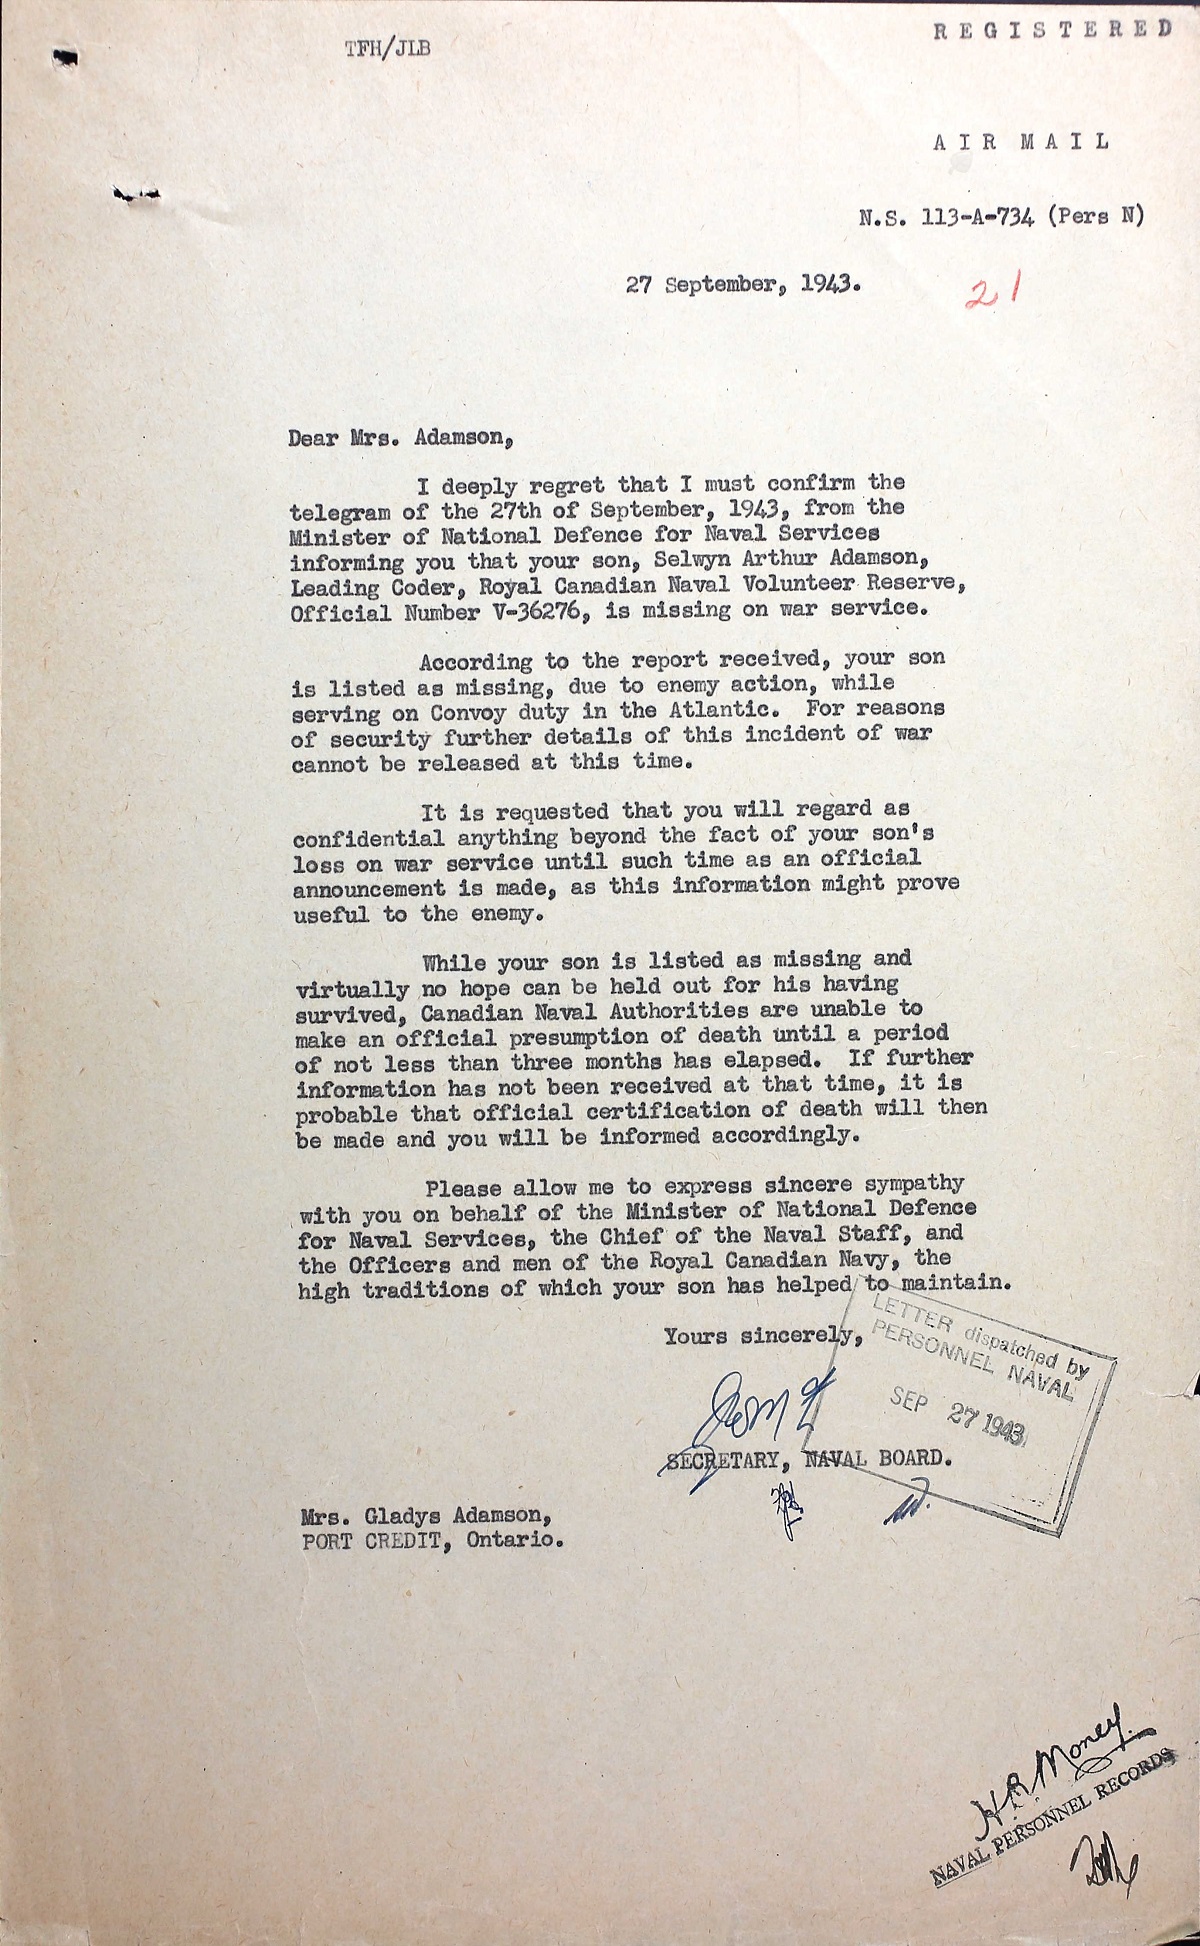 REGISTERED
TFH/JLB
AIR MAIL
N.S. 113-A-734 (Pers N)
27 September, 1943.
21
Dear Mrs. Adamson,
I deeply regret that I must confirm the
telegram of the 27th of September, 1943, from the
Minister of National Defence for Naval Services
informing you that your son, Selwyn Arthur Adamson,
Leading Coder, Royal Canadian Naval Volunteer Reserve,
Official Number V-36276, is missing on war service.
According to the report received, your son
is listed as missing, due to enemy action, while
serving on Convoy duty in the Atlantic. For reasons
of security further details of this incident of war
cannot be released at this time.
It is requested that you will regard as
confidential anything beyond the fact of your son's
loss on war service until such time as an official
announcement is made, as this information might prove
useful to the enemy.
While your son is listed as missing and
virtually no hope can be held out for his having
survived, Canadian Naval Authorities are unable to
make an official presumption of death until a period
of not less than three months has elapsed. If further
information has not been received at that time, it is
probable that official certification of death will then
be made and you will be informed accordingly.
Please allow me to express sincere sympathy
with you on behalf of the Minister of National Defence
for Naval Services, the Chief of the Naval Staff, and
the Officers and men of the Royal Canadian Navy, the
high traditions of which your son has helped to maintain.
Yours sincerely,
LETTER dispatched by
PERSONNEL NAVAL
SEP 27 1943
SECRETARY, NAVAL BOARD.
Mrs. Gladys Adamson,
PORT CREDIT, Ontario.
H R Money
NAVAL PERSONNEL RECORDS